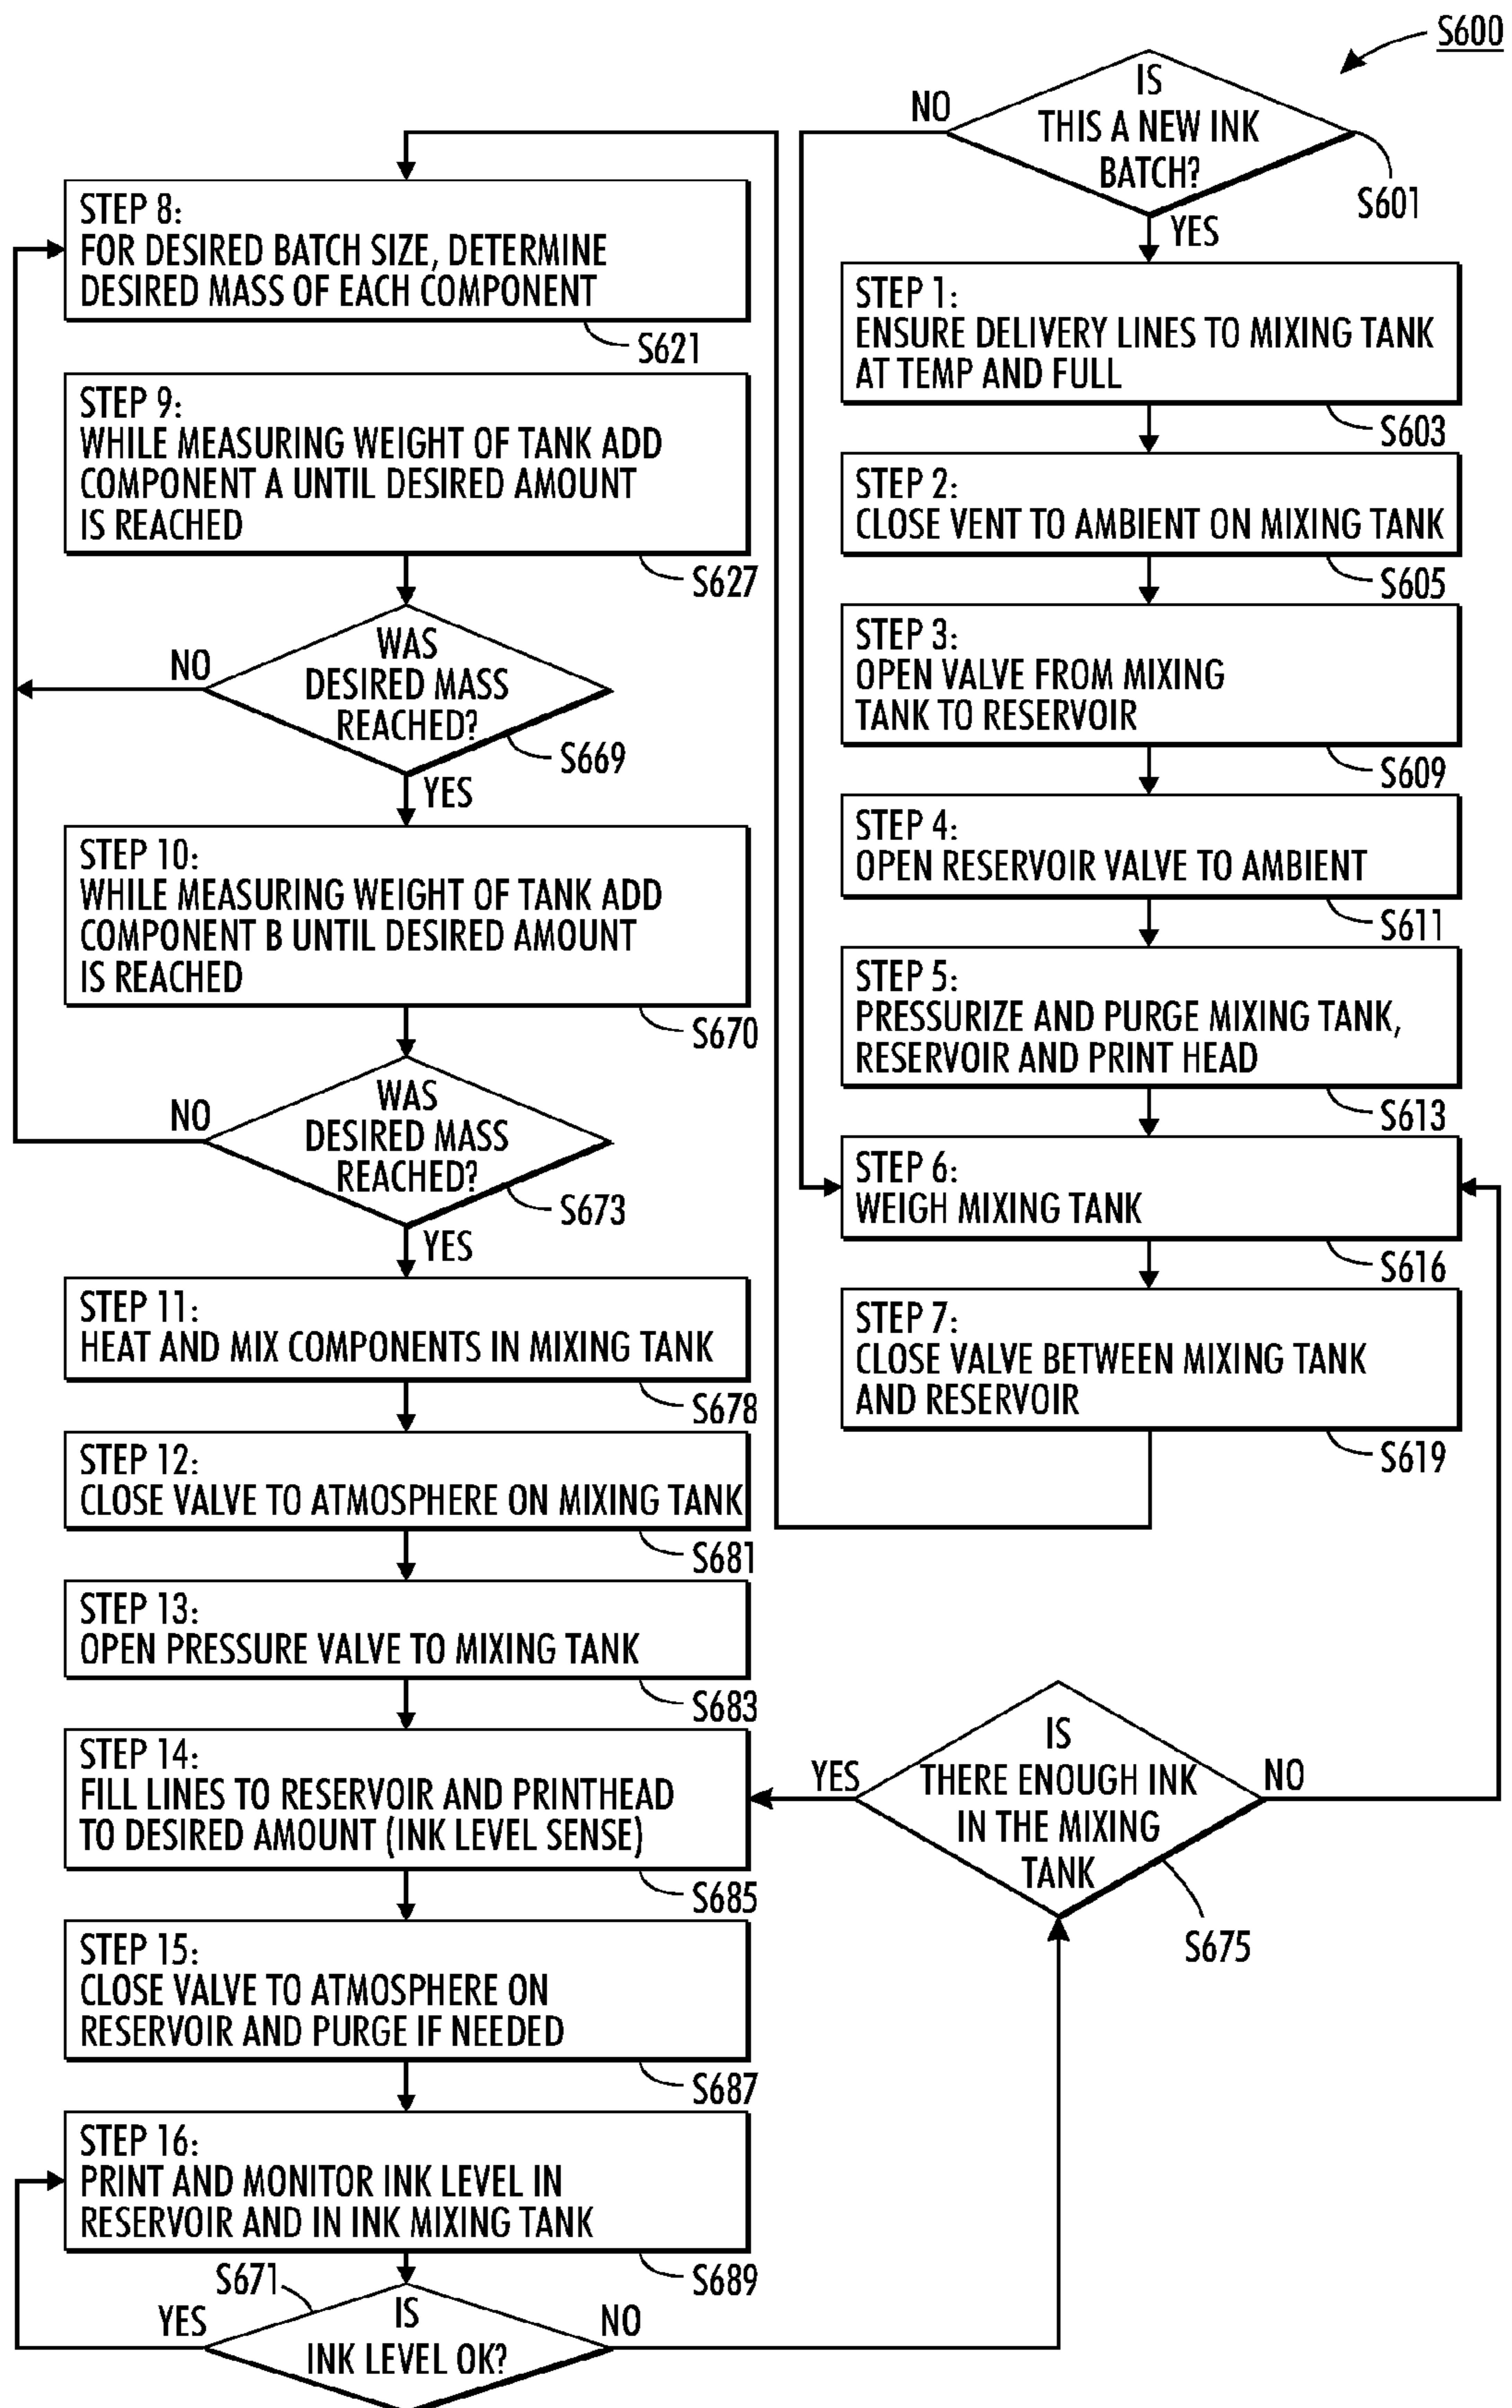 S600
IS
THIS A NEW INK
BATCH?
S601
NO
YES
STEP 1:
ENSURE DELIVERY LINES TO MIXING TANK
AT TEMP AND FULL
S603
STEP 2:
CLOSE VENT TO AMBIENT ON MIXING TANK
S605
STEP 3:
OPEN VALVE FROM MIXING
TANK TO RESERVOIR
S609
STEP 4:
OPEN RESERVOIR VALVE TO AMBIENT
S611
STEP 5:
PRESSURIZE AND PURGE MIXING TANK,
RESERVOIR AND PRINT HEAD
S613
STEP 6:
WEIGH MIXING TANK
S616
STEP 7:
CLOSE VALVE BETWEEN MIXING TANK
AND RESERVOIR
S619
STEP 8:
FOR DESIRED BATCH SIZE, DETERMINE
DESIRED MASS OF EACH COMPONENT
S621
STEP 9:
WHILE MEASURING WEIGHT OF TANK ADD
COMPONENT A UNTIL DESIRED AMOUNT
IS REACHED
S627
WAS
DESIRED MASS
REACHED?
S669
NO
YES
STEP 10:
WHILE MEASURING WEIGHT OF TANK ADD
COMPONENT B UNTIL DESIRED AMOUNT
IS REACHED
S670
WAS
DESIRED MASS
REACHED?
S673
NO
YES
STEP 11:
HEAT AND MIX COMPONENTS IN MIXING TANK
S678
STEP 12:
CLOSE VALVE TO ATMOSPHERE ON MIXING TANK
S681
STEP 13:
OPEN PRESSURE VALVE TO MIXING TANK
S683
STEP 14:
FILL LINES TO RESERVOIR AND PRINTHEAD
TO DESIRED AMOUNT (INK LEVEL SENSE)
S685
STEP 15:
CLOSE VALVE TO ATMOSPHERE ON
RESERVOIR AND PURGE IF NEEDED
S687
STEP 16:
PRINT AND MONITOR INK LEVEL IN
RESERVOIR AND IN INK MIXING TANK
S689
S671
IS
INK LEVEL OK?
YES
NO
IS
THERE ENOUGH INK
IN THE MIXING
TANK
S675
YES
NO